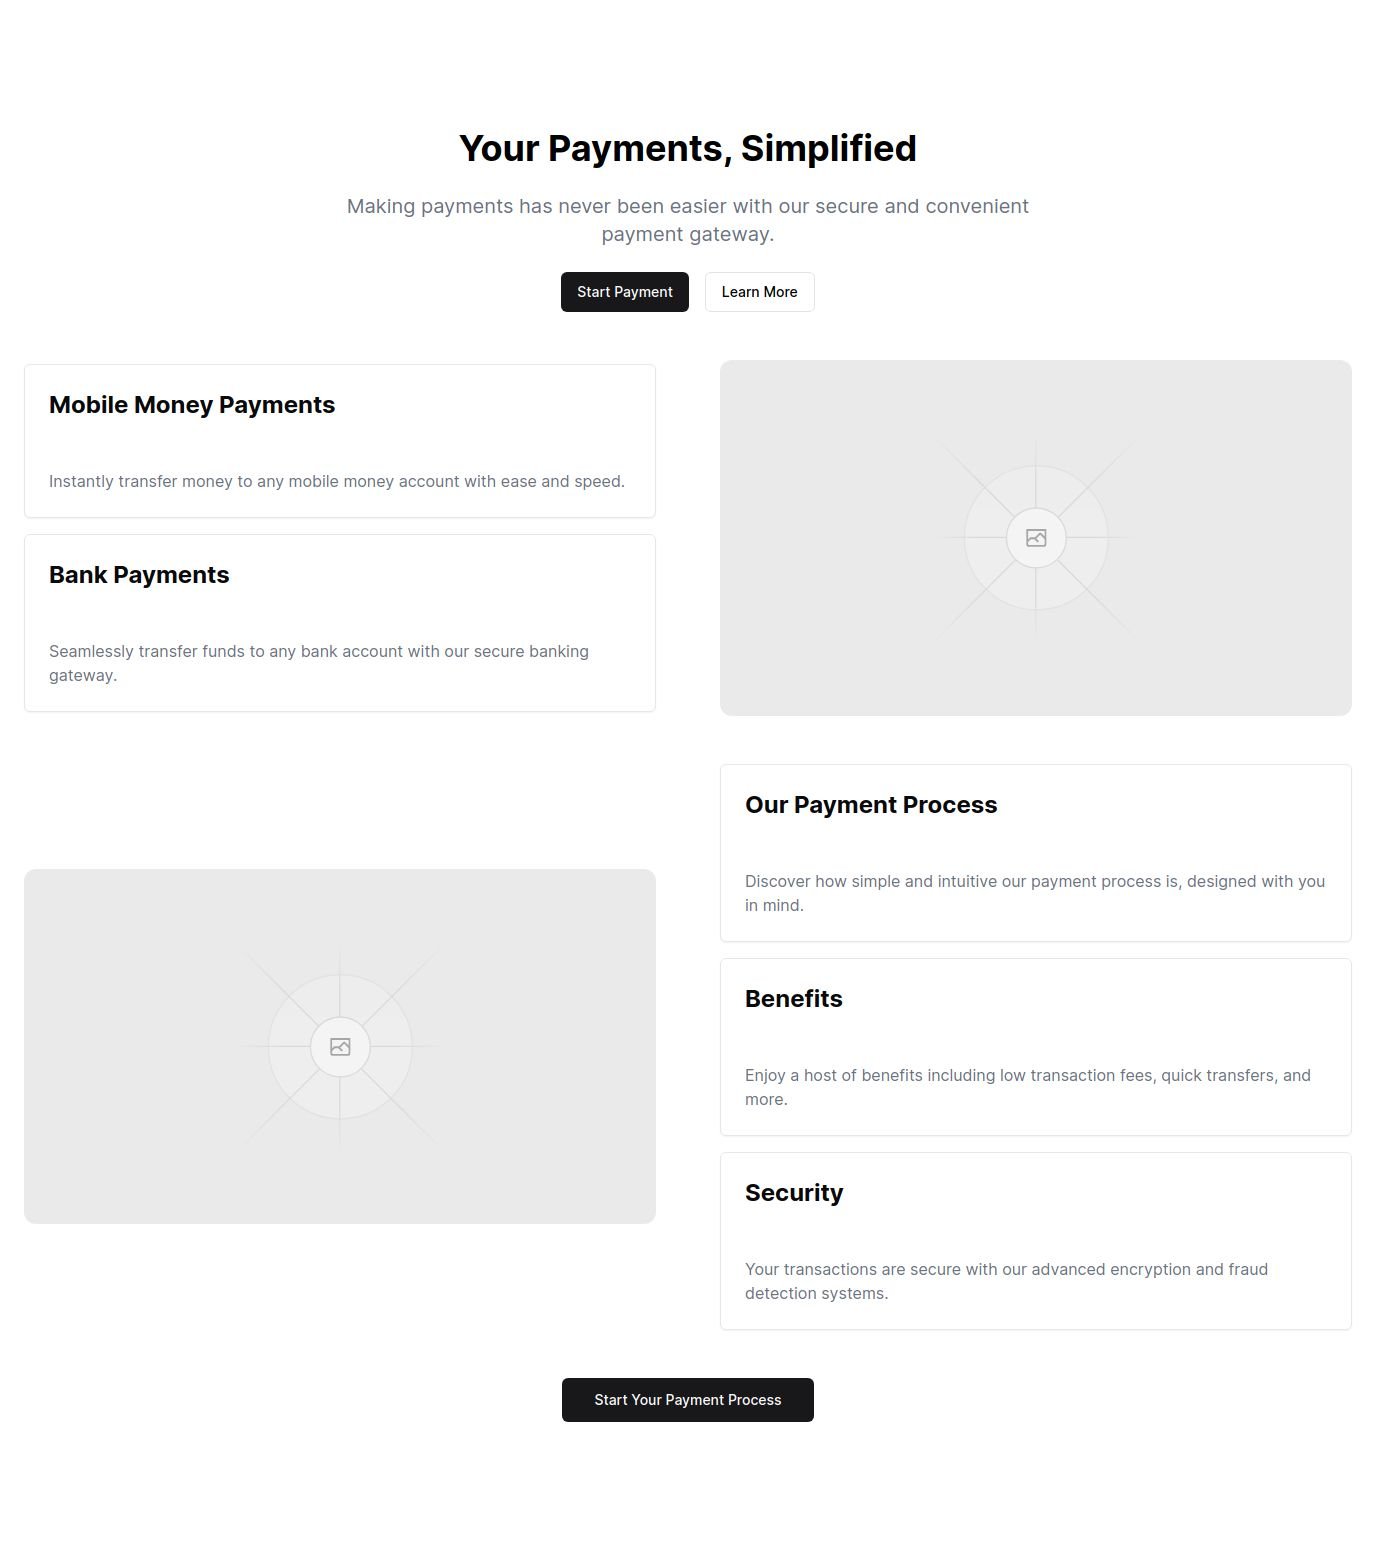 Your Payments, Simplified
Making payments has never been easier with our secure and convenient
payment gateway.
Start Payment
Learn More
Mobile Money Payments
Instantly transfer money to any mobile money account with ease and speed.
Bank Payments
Seamlessly transfer funds to any bank account with our secure banking
gateway.
Our Payment Process
Discover how simple and intuitive our payment process is, designed with you
in mind.
Benefits
Enjoy a host of benefits including low transaction fees, quick transfers, and
more.
Security
Your transactions are secure with our advanced encryption and fraud
detection systems.
Start Your Payment Process